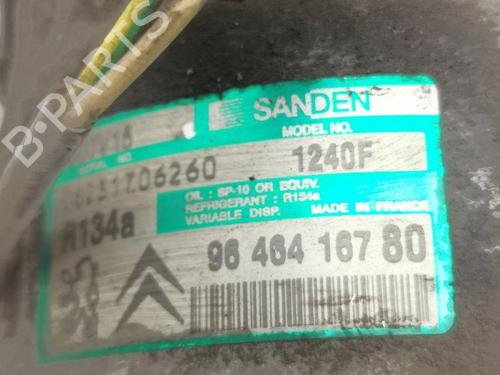 SANDEN
MODEL NO.
1240F
06260
OIL : SP-10 OR EQUIV.
REFRIGERANT : R134a
VARIABLE DISP. MADE IN FRANCE
R134a
96 464 167 80
B-PARTS